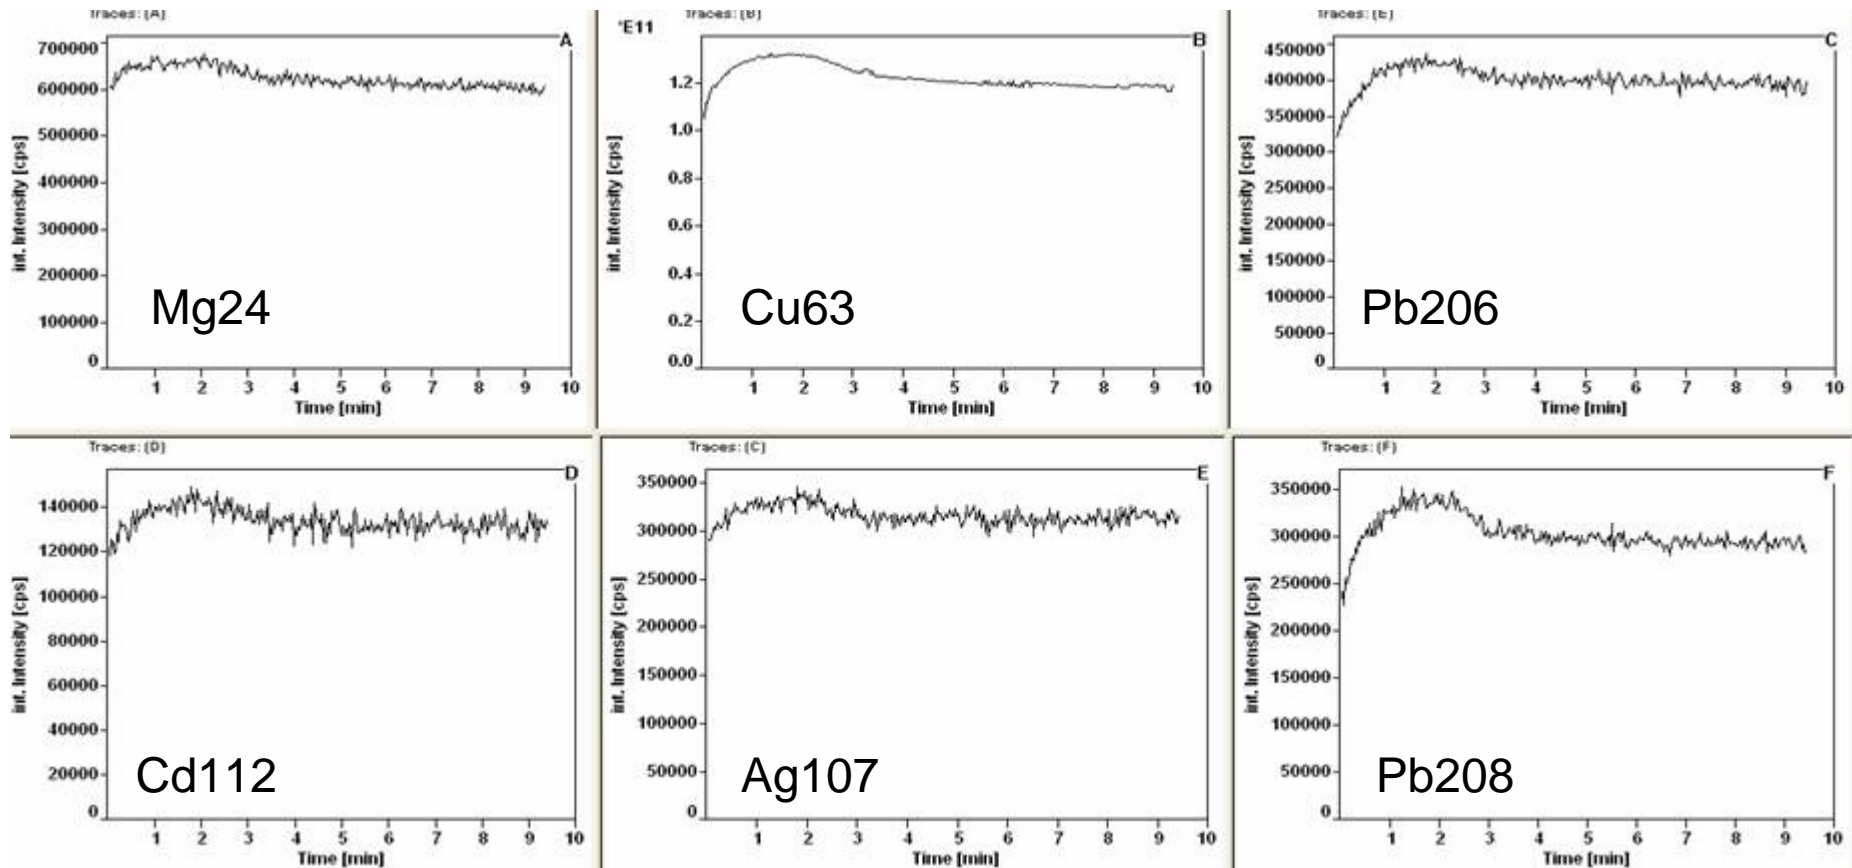 Traces: (A)
A
700000
600000
500000
400000
300000
200000
100000
0
int. Intensity [cps]
Mg24
1 2 3 4 5 6 7 8 9 10
Time [min]
Traces: (B)
*E11
B
1.2
1.0
0.8
0.6
0.4
0.2
0.0
int. Intensity [cps]
Cu63
1 2 3 4 5 6 7 8 9 10
Time [min]
Traces: (E)
C
450000
400000
350000
300000
250000
200000
150000
100000
50000
0
int. Intensity [cps]
Pb206
1 2 3 4 5 6 7 8 9 10
Time [min]
Traces: (D)
D
140000
120000
100000
80000
60000
40000
20000
0
int. Intensity [cps]
Cd112
1 2 3 4 5 6 7 8 9 10
Time [min]
Traces: (C)
E
350000
300000
250000
200000
150000
100000
50000
0
int. Intensity [cps]
Ag107
1 2 3 4 5 6 7 8 9 10
Time [min]
Traces: (F)
F
350000
300000
250000
200000
150000
100000
50000
0
int. Intensity [cps]
Pb208
1 2 3 4 5 6 7 8 9 10
Time [min]